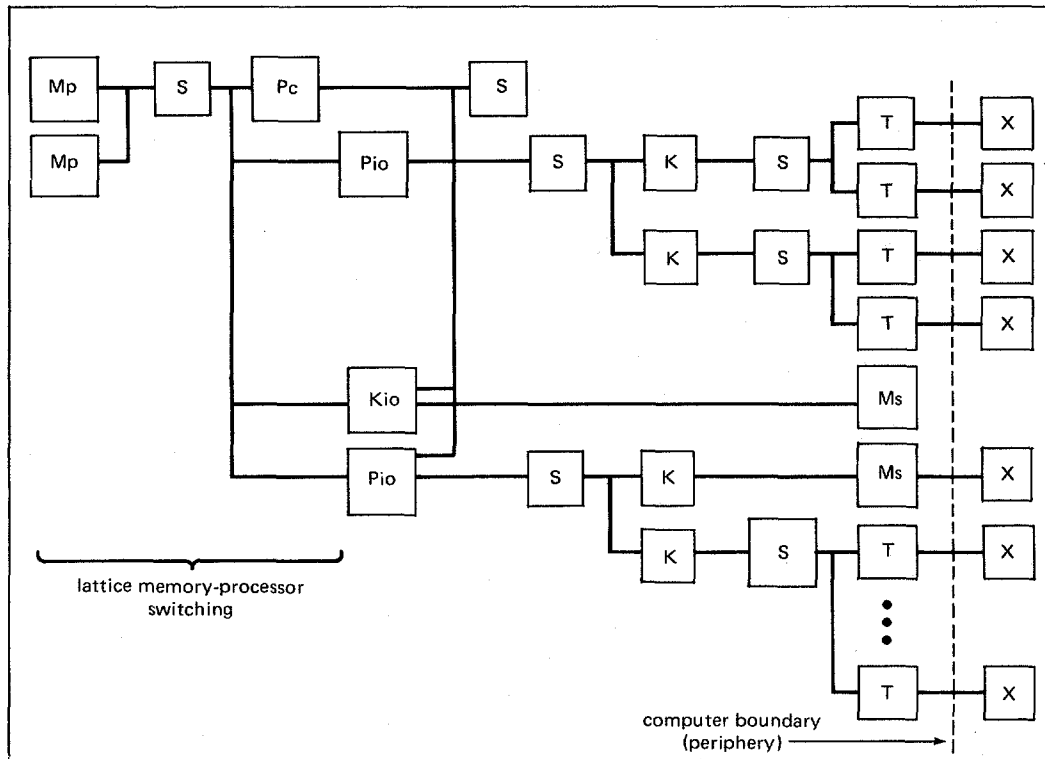 Mp S Pc S
Mp
Pio S K S T X
T X
K S T X
T X
Kio Ms
Pio S K Ms X
K S T X
lattice memory-processor
switching
T X
computer boundary
(periphery)